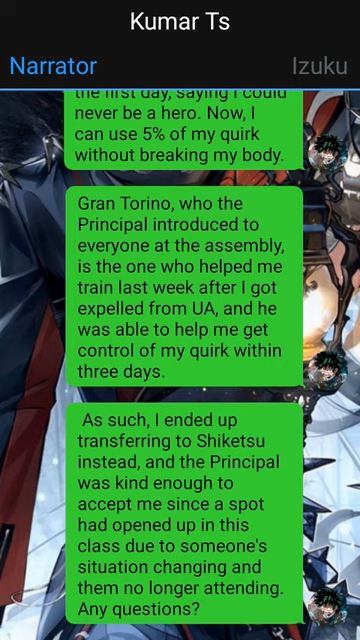 Kumar Ts
Narrator
Izuku
the first day, saying I could
never be a hero. Now, I
can use 5% of my quirk
without breaking my body.
Gran Torino, who the
Principal introduced to
everyone at the assembly,
is the one who helped me
train last week after I got
expelled from UA, and he
was able to help me get
control of my quirk within
three days.
As such, I ended up
transferring to Shiketsu
instead, and the Principal
was kind enough to
accept me since a spot
had opened up in this
class due to someone's
situation changing and
them no longer attending.
Any questions?